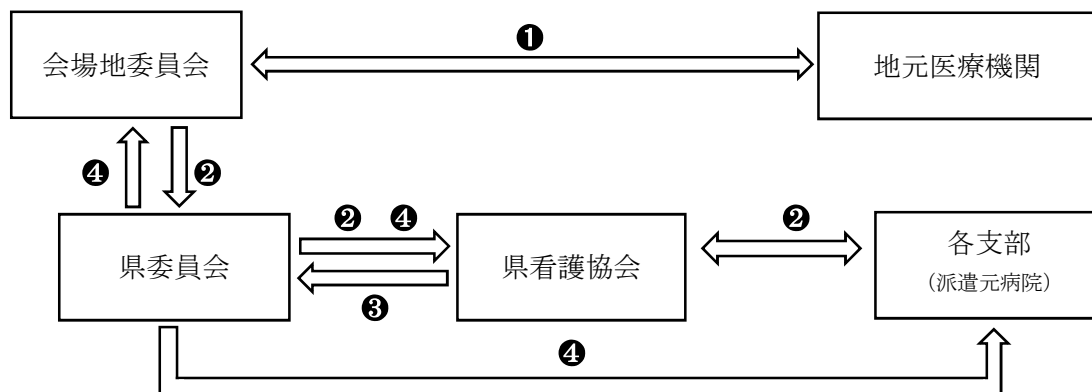 ❶
会場地委員会
地元医療機関
❹
❷
❷ ❹
❷
県委員会
県看護協会
各支部
(派遣元病院)
❸
❹